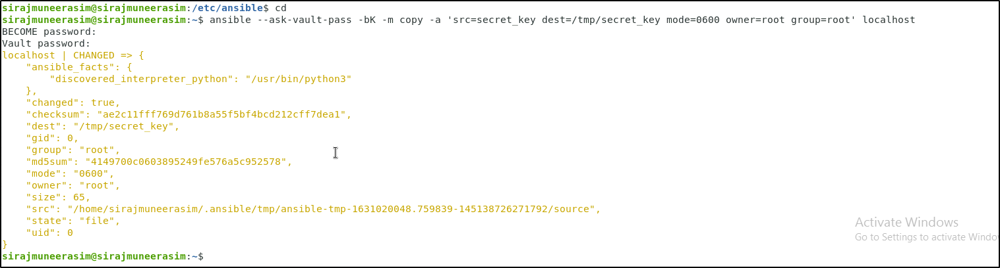 sirajmuneerasim@sirajmuneerasim:/etc/ansible$ cd
sirajmuneerasim@sirajmuneerasim:~$ ansible --ask-vault-pass -bK -m copy -a 'src=secret_key dest=/tmp/secret_key mode=0600 owner=root group=root' localhost
BECOME password:
Vault password:
localhost | CHANGED => {
    "ansible_facts": {
        "discovered_interpreter_python": "/usr/bin/python3"
    },
    "changed": true,
    "checksum": "ae2c11fff769d761b8a55f5bf4bcd212cff7dea1",
    "dest": "/tmp/secret_key",
    "gid": 0,
    "group": "root",
    "md5sum": "4149700c0603895249fe576a5c952578",
    "mode": "0600",
    "owner": "root",
    "size": 65,
    "src": "/home/sirajmuneerasim/.ansible/tmp/ansible-tmp-1631020048.759839-145138726271792/source",
    "state": "file",
    "uid": 0
}
sirajmuneerasim@sirajmuneerasim:~$
Activate Windows
Go to Settings to activate Windo